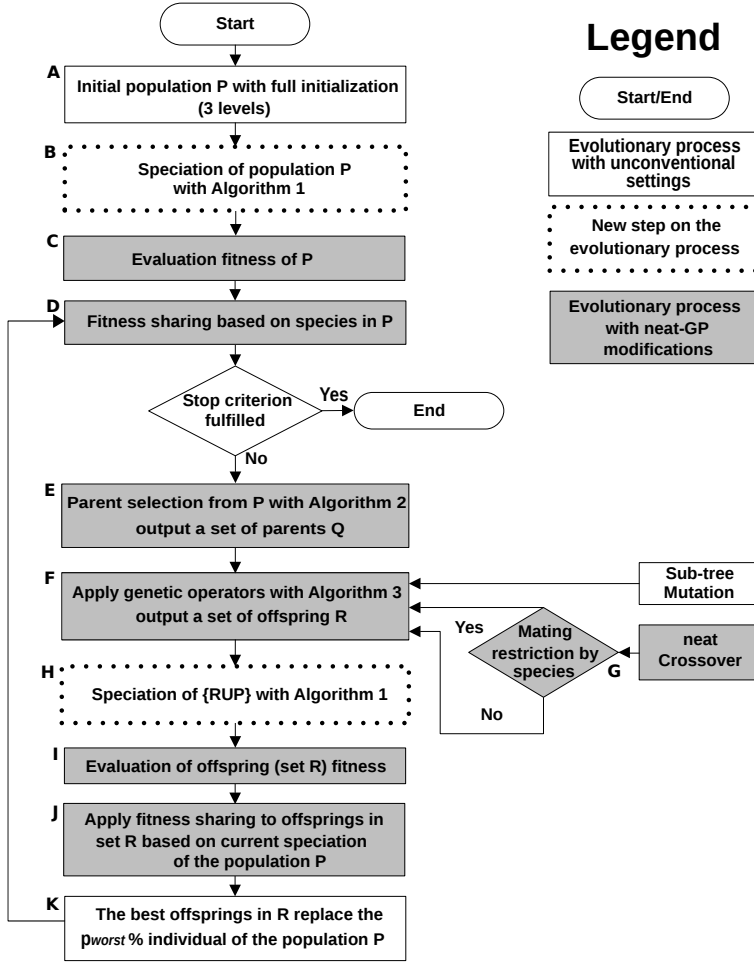 Start
Legend
A
Initial population P with full initialization
(3 levels)
Start/End
B
Speciation of population P
with Algorithm 1
Evolutionary process
with unconventional
settings
New step on the
evolutionary process
C
Evaluation fitness of P
D
Fitness sharing based on species in P
Evolutionary process
with neat-GP
modifications
Stop criterion
fulfilled
Yes
End
No
E
Parent selection from P with Algorithm 2
output a set of parents Q
F
Apply genetic operators with Algorithm 3
output a set of offspring R
Sub-tree
Mutation
Yes
Mating
restriction by
species
G
neat
Crossover
No
H
Speciation of {RUP} with Algorithm 1
I
Evaluation of offspring (set R) fitness
J
Apply fitness sharing to offsprings in
set R based on current speciation
of the population P
K
The best offsprings in R replace the
pworst % individual of the population P